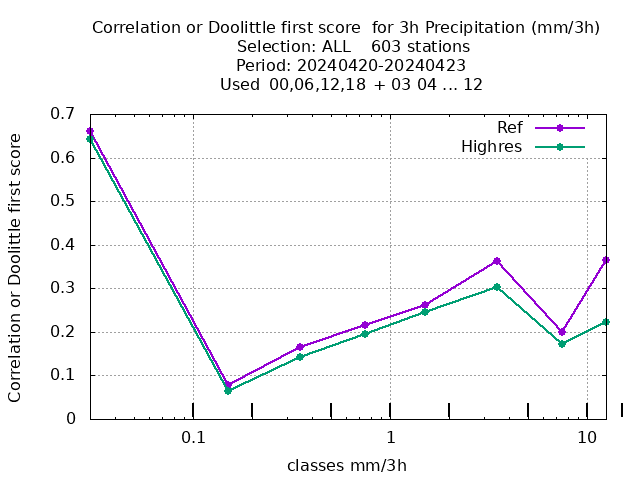 Correlation or Doolittle first score  for 3h Precipitation (mm/3h)
Selection: ALL    603 stations
Period: 20240420-20240423
Used  00,06,12,18  + 03 04 ... 12
Ref
Highres
Correlation or Doolittle first score
0.7
0.6
0.5
0.4
0.3
0.2
0.1
0
0.1 1 10
classes mm/3h